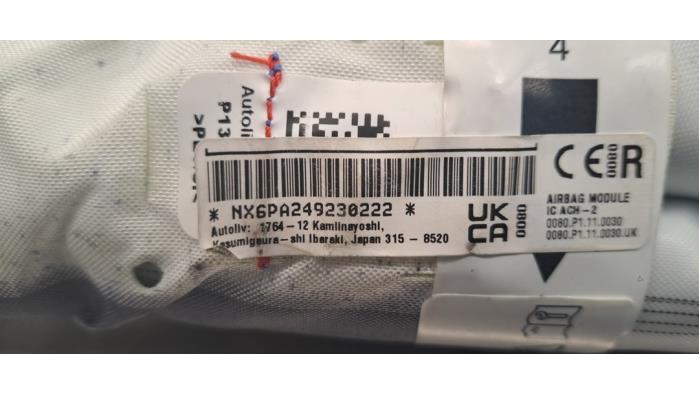 4
Autoli
P13
* NX6PA249230222 *
Autoliv: 1764-12 Kamiinayoshi,
Kasumigaura-shi Ibaraki, Japan 315 - 8520
UK
CA
0080
CE
R
0080
AIRBAG MODULE
IC ACH-2
0080.P1.11.0030
0080.P1.11.0030.UK